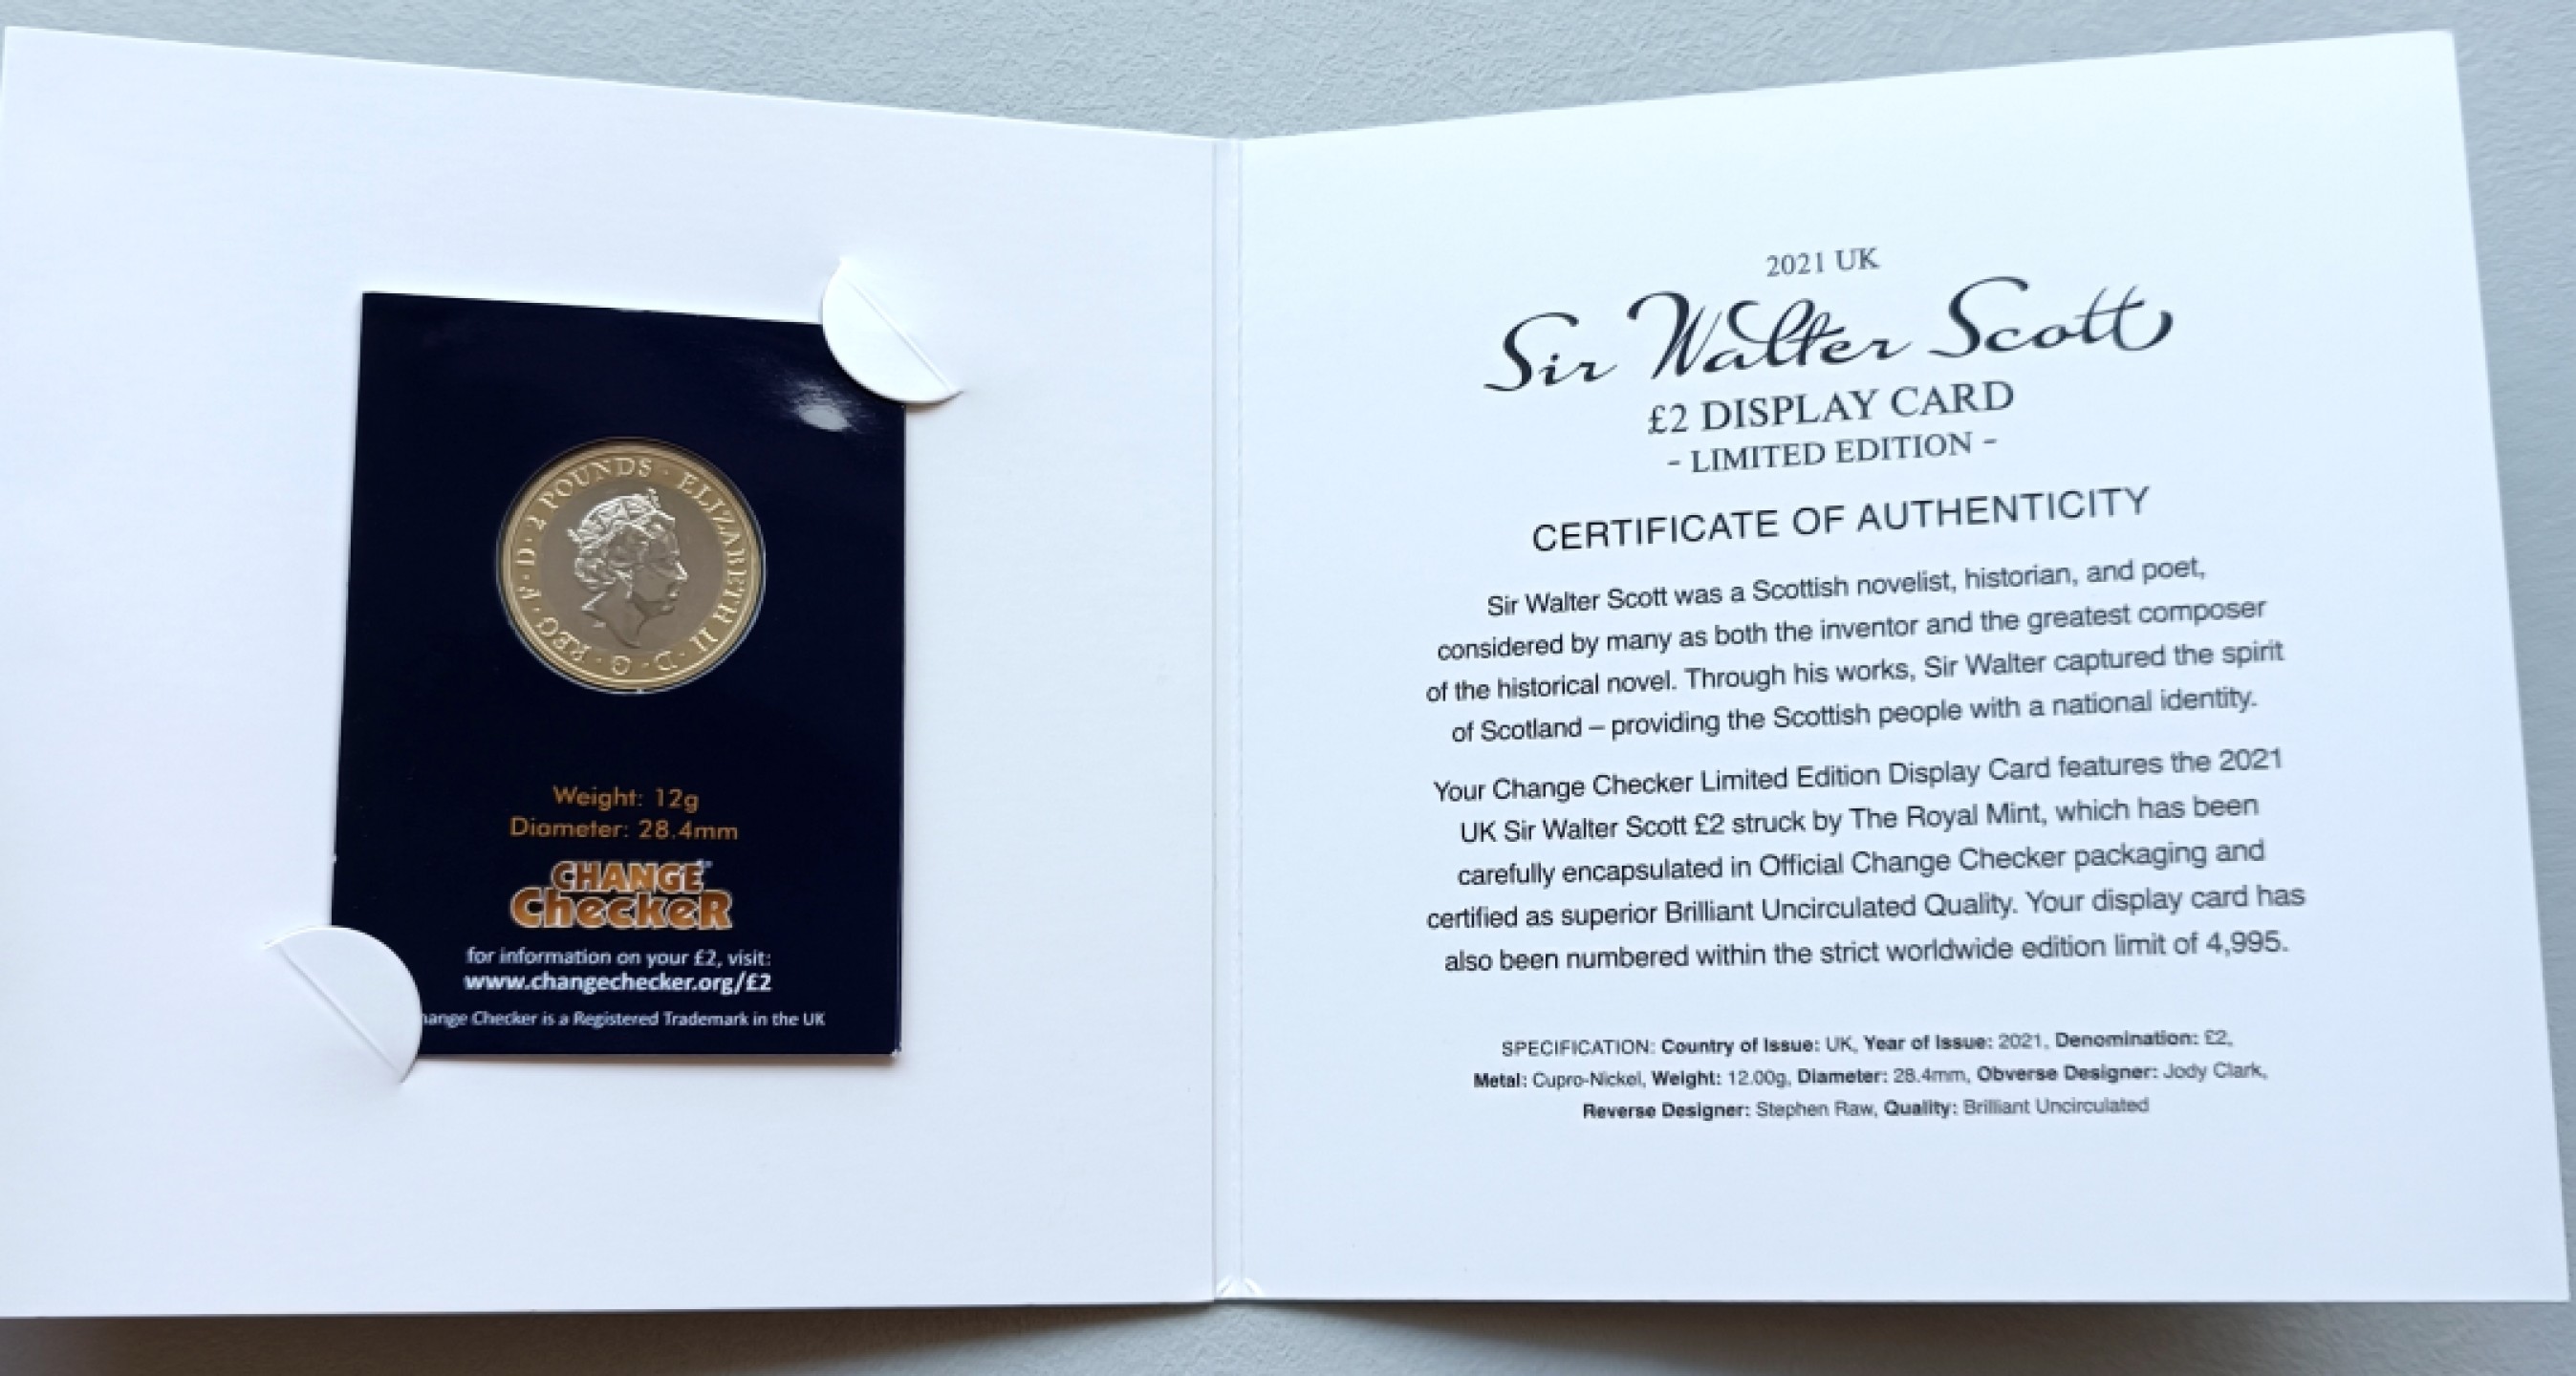 2 POUNDS · ELIZABETH II · D · G · REG · F · D ·
Weight: 12g
Diameter: 28.4mm
CHANGE
CheckeR
for information on your £2, visit:
www.changechecker.org/£2
hange Checker is a Registered Trademark in the UK
2021 UK
Sir Walter Scott
£2 DISPLAY CARD
- LIMITED EDITION -
CERTIFICATE OF AUTHENTICITY
Sir Walter Scott was a Scottish novelist, historian, and poet,
considered by many as both the inventor and the greatest composer
of the historical novel. Through his works, Sir Walter captured the spirit
of Scotland – providing the Scottish people with a national identity.
Your Change Checker Limited Edition Display Card features the 2021
UK Sir Walter Scott £2 struck by The Royal Mint, which has been
carefully encapsulated in Official Change Checker packaging and
certified as superior Brilliant Uncirculated Quality. Your display card has
also been numbered within the strict worldwide edition limit of 4,995.
SPECIFICATION: Country of Issue: UK, Year of Issue: 2021, Denomination: £2,
Metal: Cupro-Nickel, Weight: 12.00g, Diameter: 28.4mm, Obverse Designer: Jody Clark,
Reverse Designer: Stephen Raw, Quality: Brilliant Uncirculated